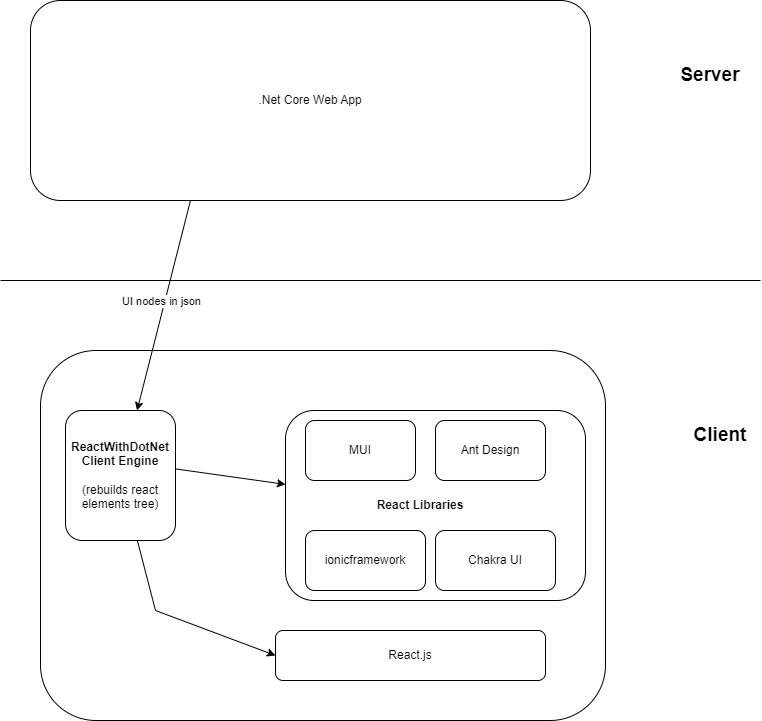 .Net Core Web App
Server
UI nodes in json
ReactWithDotNet
Client Engine
(rebuilds react
elements tree)
MUI
Ant Design
Client
React Libraries
ionicframework
Chakra UI
React.js